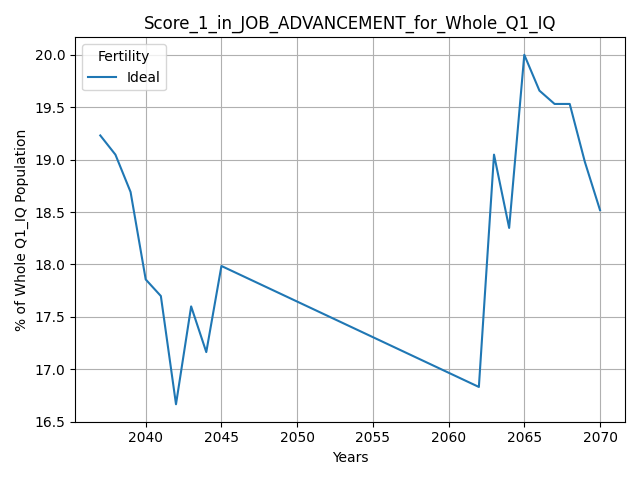 Score_1_in_JOB_ADVANCEMENT_for_Whole_Q1_IQ
Fertility
Ideal
20.0
19.5
19.0
18.5
18.0
17.5
17.0
16.5
% of Whole Q1_IQ Population
2040 2045 2050 2055 2060 2065 2070
Years